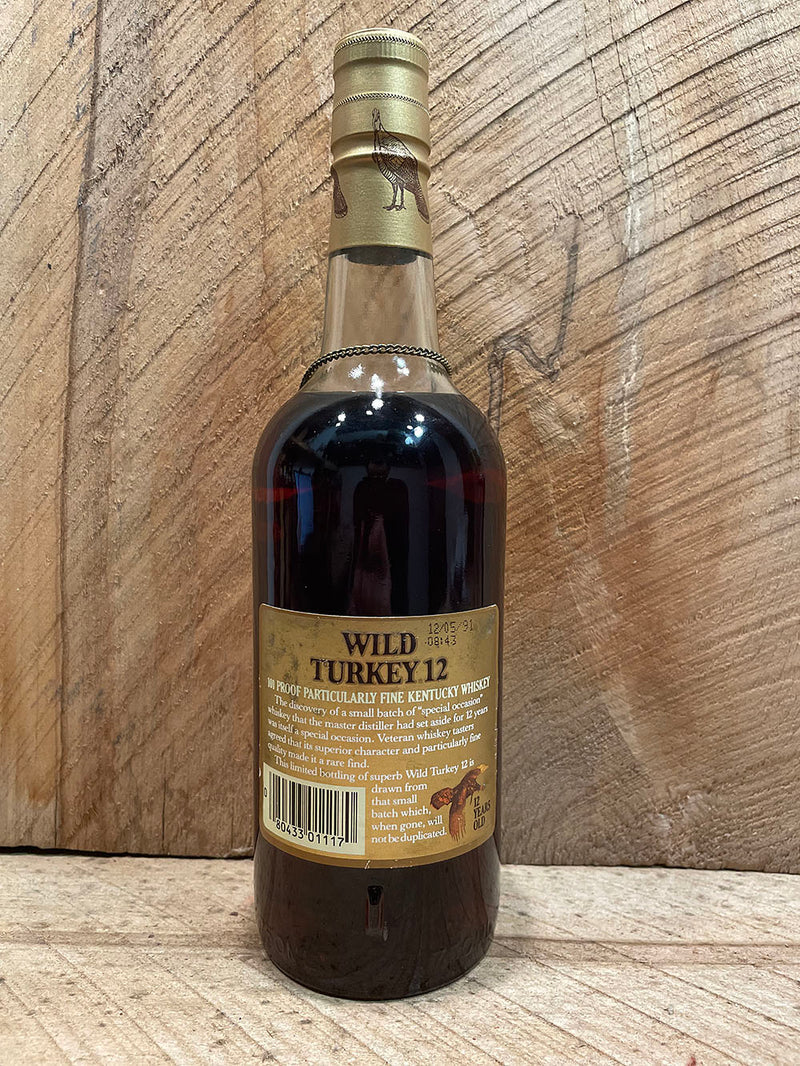 12/05/91
08:43
WILD
TURKEY 12
101 PROOF PARTICULARLY FINE KENTUCKY WHISKEY
The discovery of a small batch of "special occasion"
whiskey that the master distiller had set aside for 12 years
was itself a special occasion. Veteran whiskey tasters
agreed that its superior character and particularly fine
quality made it a rare find.
This limited bottling of superb Wild Turkey 12 is
drawn from
that small
batch which,
when gone, will
not be duplicated.
12
YEARS
OLD
0
80433 01117